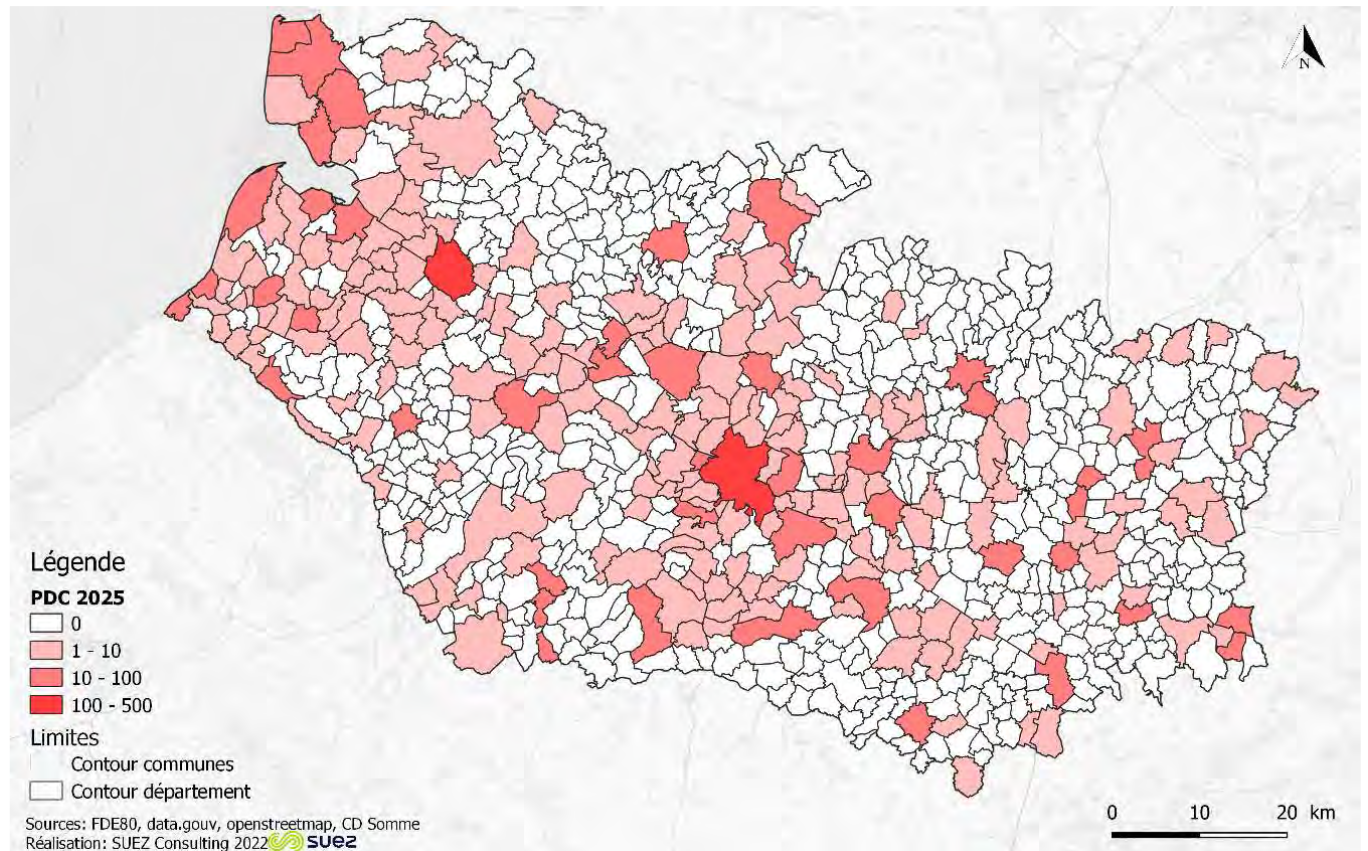 N
Légende
PDC 2025
0
1 - 10
10 - 100
100 - 500
Limites
Contour communes
Contour département
Sources: FDE80, data.gouv, openstreetmap, CD Somme
Réalisation: SUEZ Consulting 2022 suez
0 10 20 km